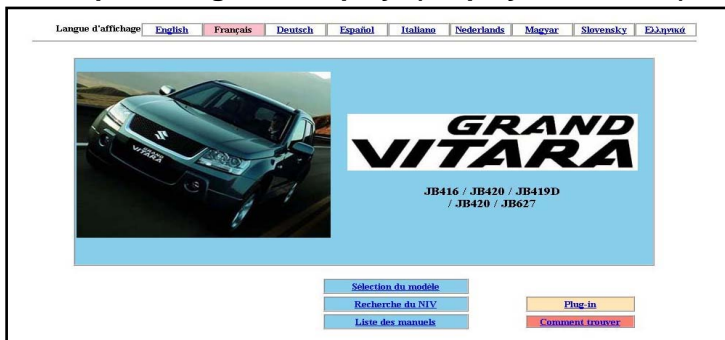 Langue d'affichage English Français Deutsch Español Italiano Nederlands Magyar Slovensky Ελληνικά
VITARA
GRAND
VITARA
JB416 / JB420 / JB419D
/ JB420 / JB627
Sélection du modèle
Recherche du NIV
Plug-in
Liste des manuels
Comment trouver